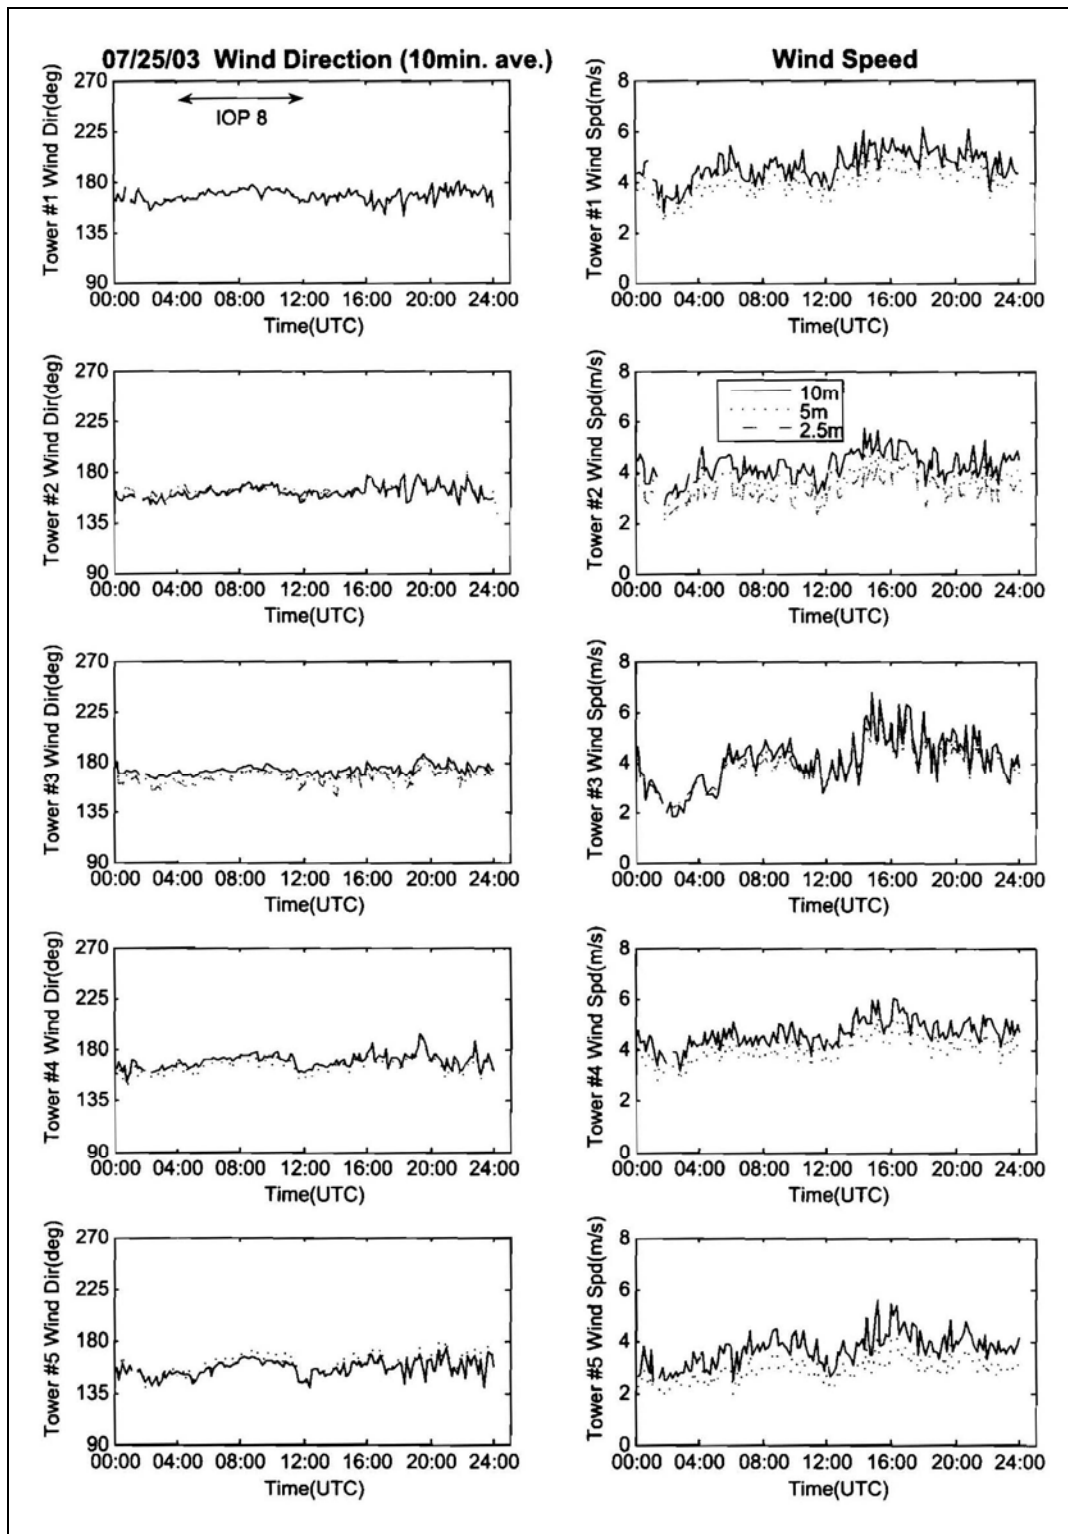 07/25/03 Wind Direction (10min. ave.)
Wind Speed
Tower #1 Wind Dir(deg)
270
225
180
135
90
IOP 8
00:00 04:00 08:00 12:00 16:00 20:00 24:00
Time(UTC)
Tower #1 Wind Spd(m/s)
8
6
4
2
0
00:00 04:00 08:00 12:00 16:00 20:00 24:00
Time(UTC)
Tower #2 Wind Dir(deg)
270
225
180
135
90
00:00 04:00 08:00 12:00 16:00 20:00 24:00
Time(UTC)
Tower #2 Wind Spd(m/s)
8
6
4
2
0
10m
5m
2.5m
00:00 04:00 08:00 12:00 16:00 20:00 24:00
Time(UTC)
Tower #3 Wind Dir(deg)
270
225
180
135
90
00:00 04:00 08:00 12:00 16:00 20:00 24:00
Time(UTC)
Tower #3 Wind Spd(m/s)
8
6
4
2
0
00:00 04:00 08:00 12:00 16:00 20:00 24:00
Time(UTC)
Tower #4 Wind Dir(deg)
270
225
180
135
90
00:00 04:00 08:00 12:00 16:00 20:00 24:00
Time(UTC)
Tower #4 Wind Spd(m/s)
8
6
4
2
0
00:00 04:00 08:00 12:00 16:00 20:00 24:00
Time(UTC)
Tower #5 Wind Dir(deg)
270
225
180
135
90
00:00 04:00 08:00 12:00 16:00 20:00 24:00
Time(UTC)
Tower #5 Wind Spd(m/s)
8
6
4
2
0
00:00 04:00 08:00 12:00 16:00 20:00 24:00
Time(UTC)